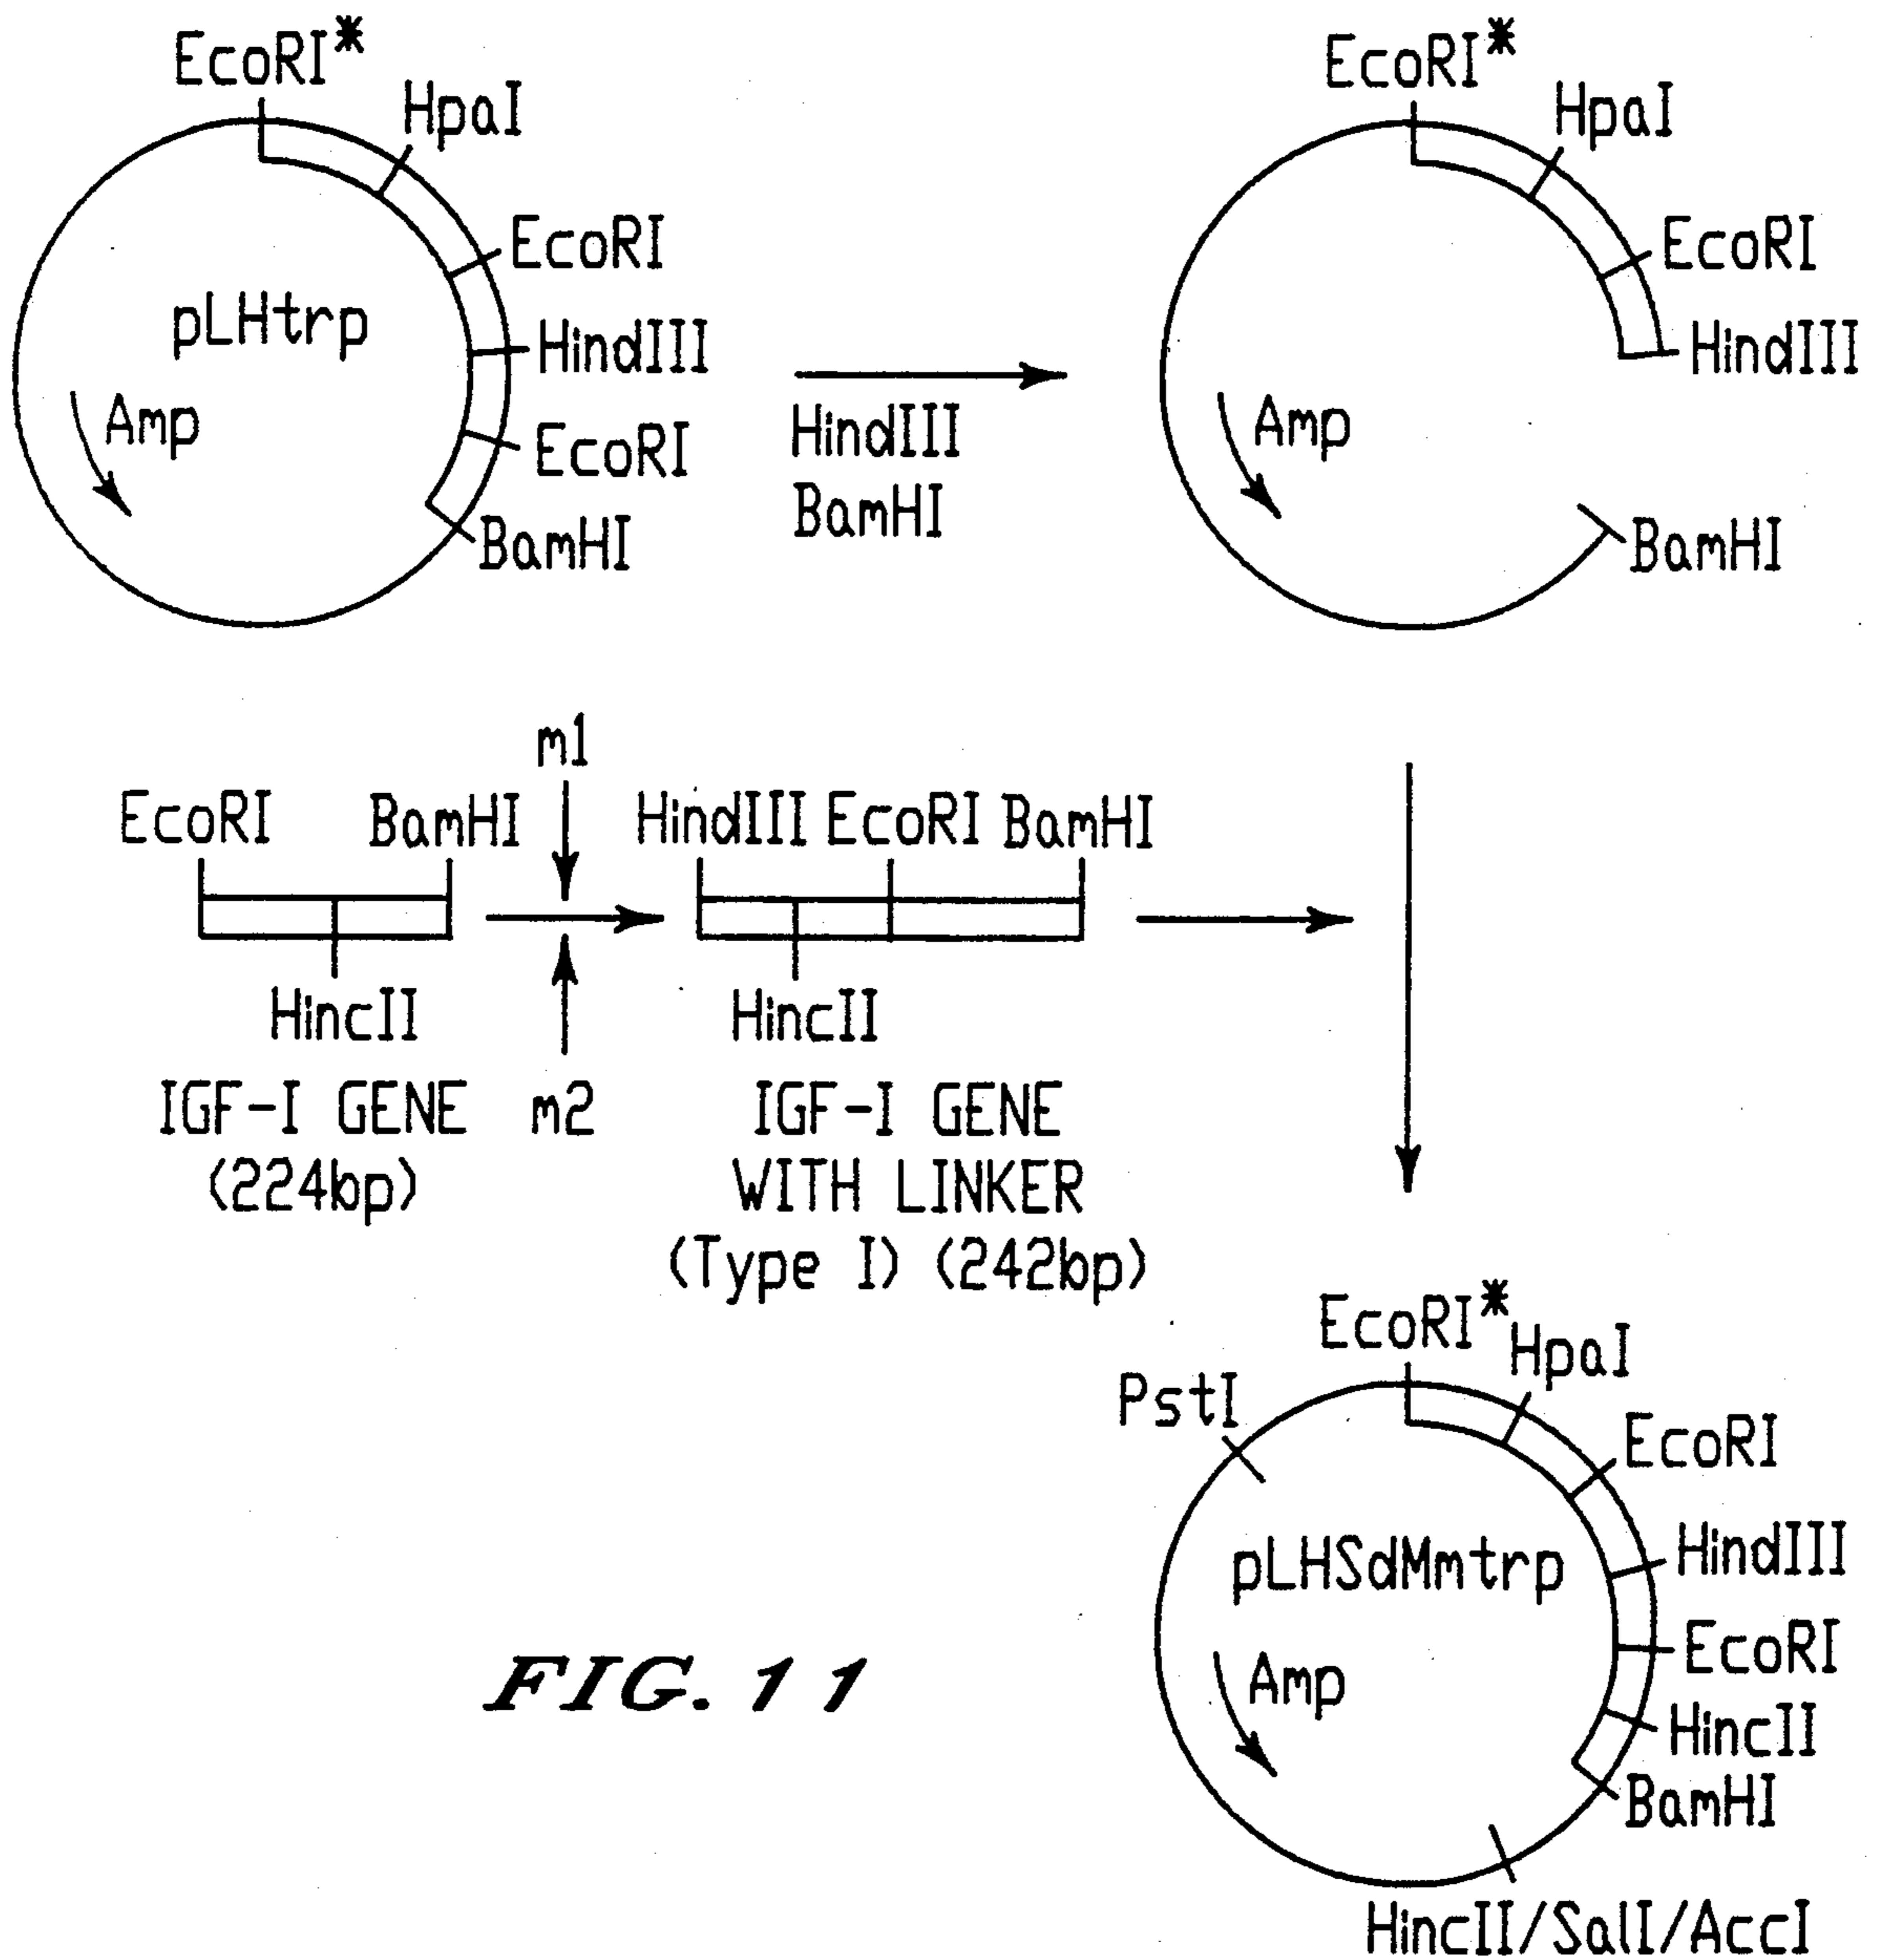 EcoRI*
HpaI
EcoRI
pLHtrp
HindIII
Amp
EcoRI
BamHI
HindIII
BamHI
EcoRI*
HpaI
EcoRI
HindIII
Amp
BamHI
EcoRI
BamHI
HincII
IGF-I GENE
(224bp)
m1
m2
HindIII
EcoRI
BamHI
HincII
IGF-I GENE
WITH LINKER
(Type I) (242bp)
EcoRI*
HpaI
PstI
EcoRI
HindIII
pLHSdMmtrp
EcoRI
Amp
HincII
BamHI
HincII/SalI/AccI
FIG. 11